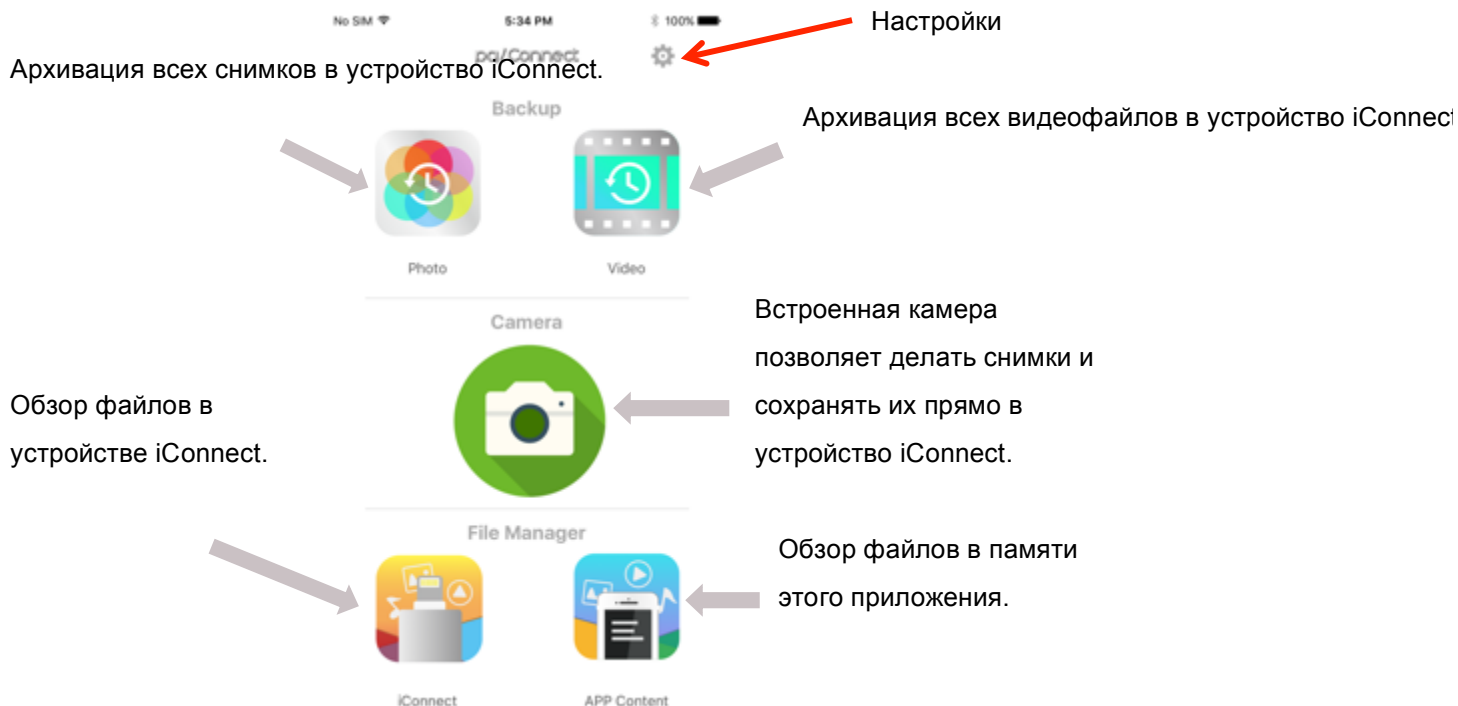 No SIM 5:34 PM 100%
Настройки
pqi/Connect
Архивация всех снимков в устройство iConnect.
Backup
Архивация всех видеофайлов в устройство iConnect
Photo
Video
Camera
Встроенная камера
позволяет делать снимки и
сохранять их прямо в
устройство iConnect.
Обзор файлов в
устройстве iConnect.
File Manager
Обзор файлов в памяти
этого приложения.
iConnect
APP Content